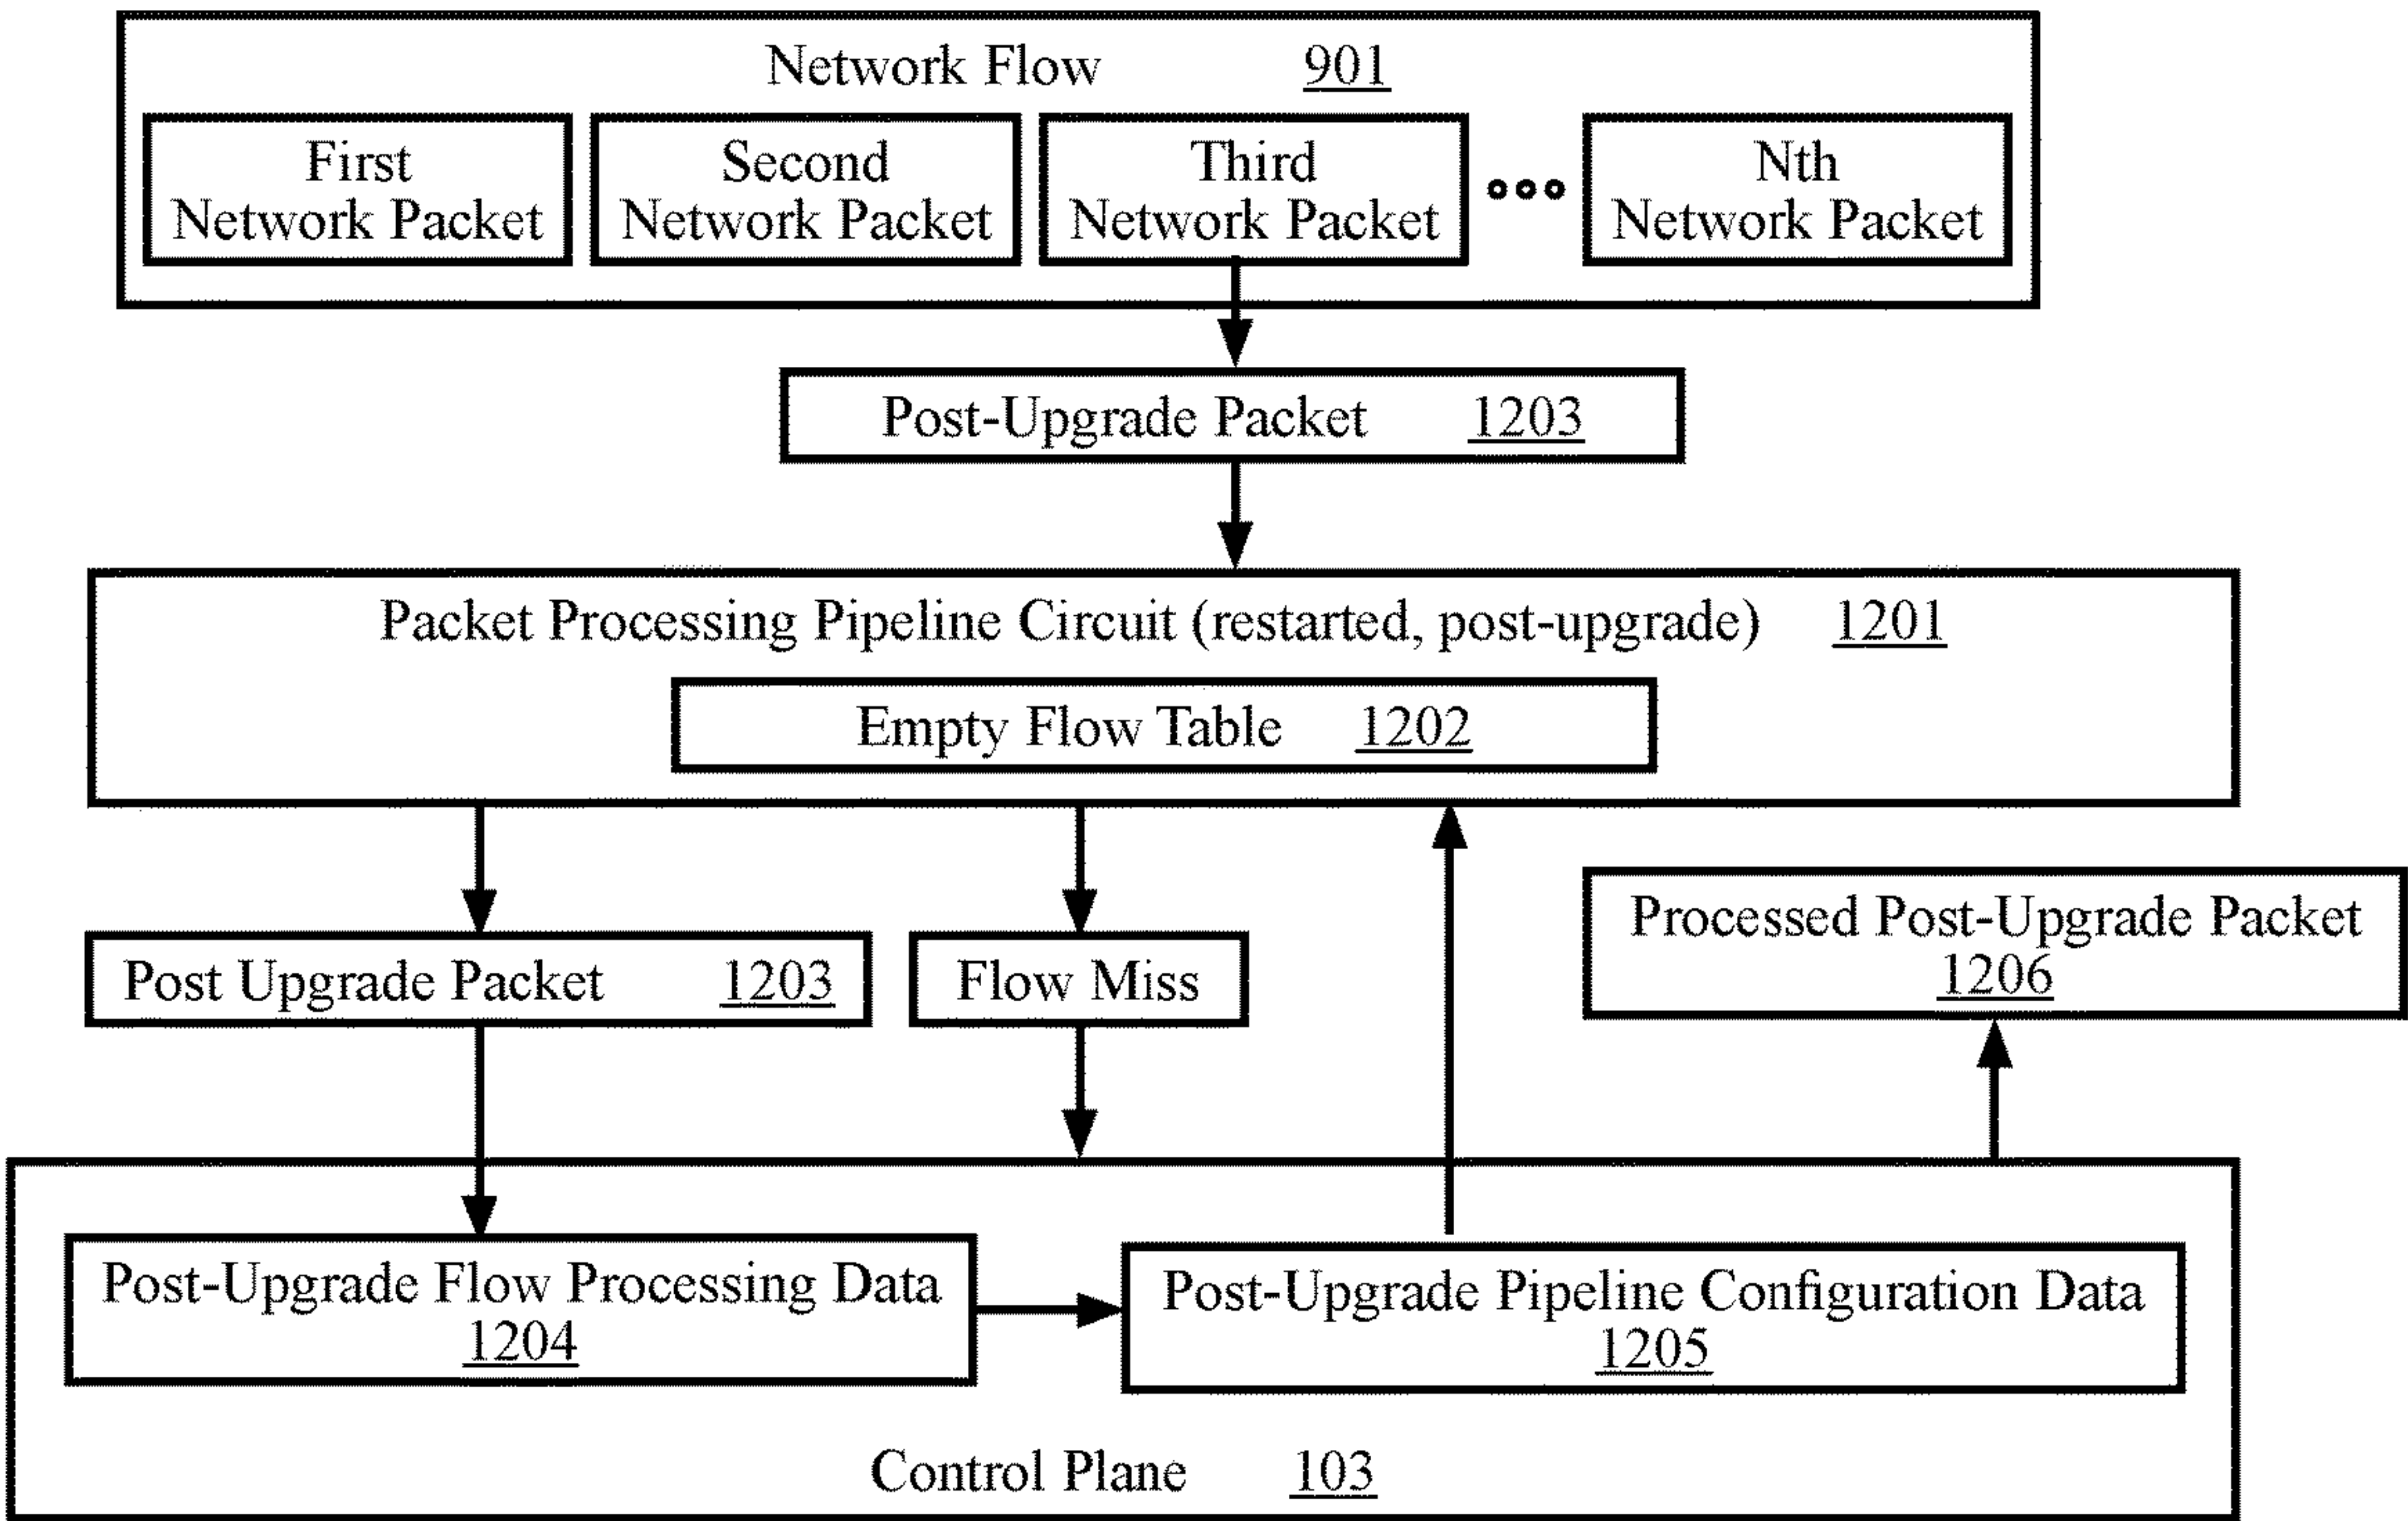 Network Flow 901
First
Network Packet
Second
Network Packet
Third
Network Packet
Nth
Network Packet
Post-Upgrade Packet 1203
Packet Processing Pipeline Circuit (restarted, post-upgrade) 1201
Empty Flow Table 1202
Post Upgrade Packet 1203
Flow Miss
Processed Post-Upgrade Packet
1206
Post-Upgrade Flow Processing Data
1204
Post-Upgrade Pipeline Configuration Data
1205
Control Plane 103